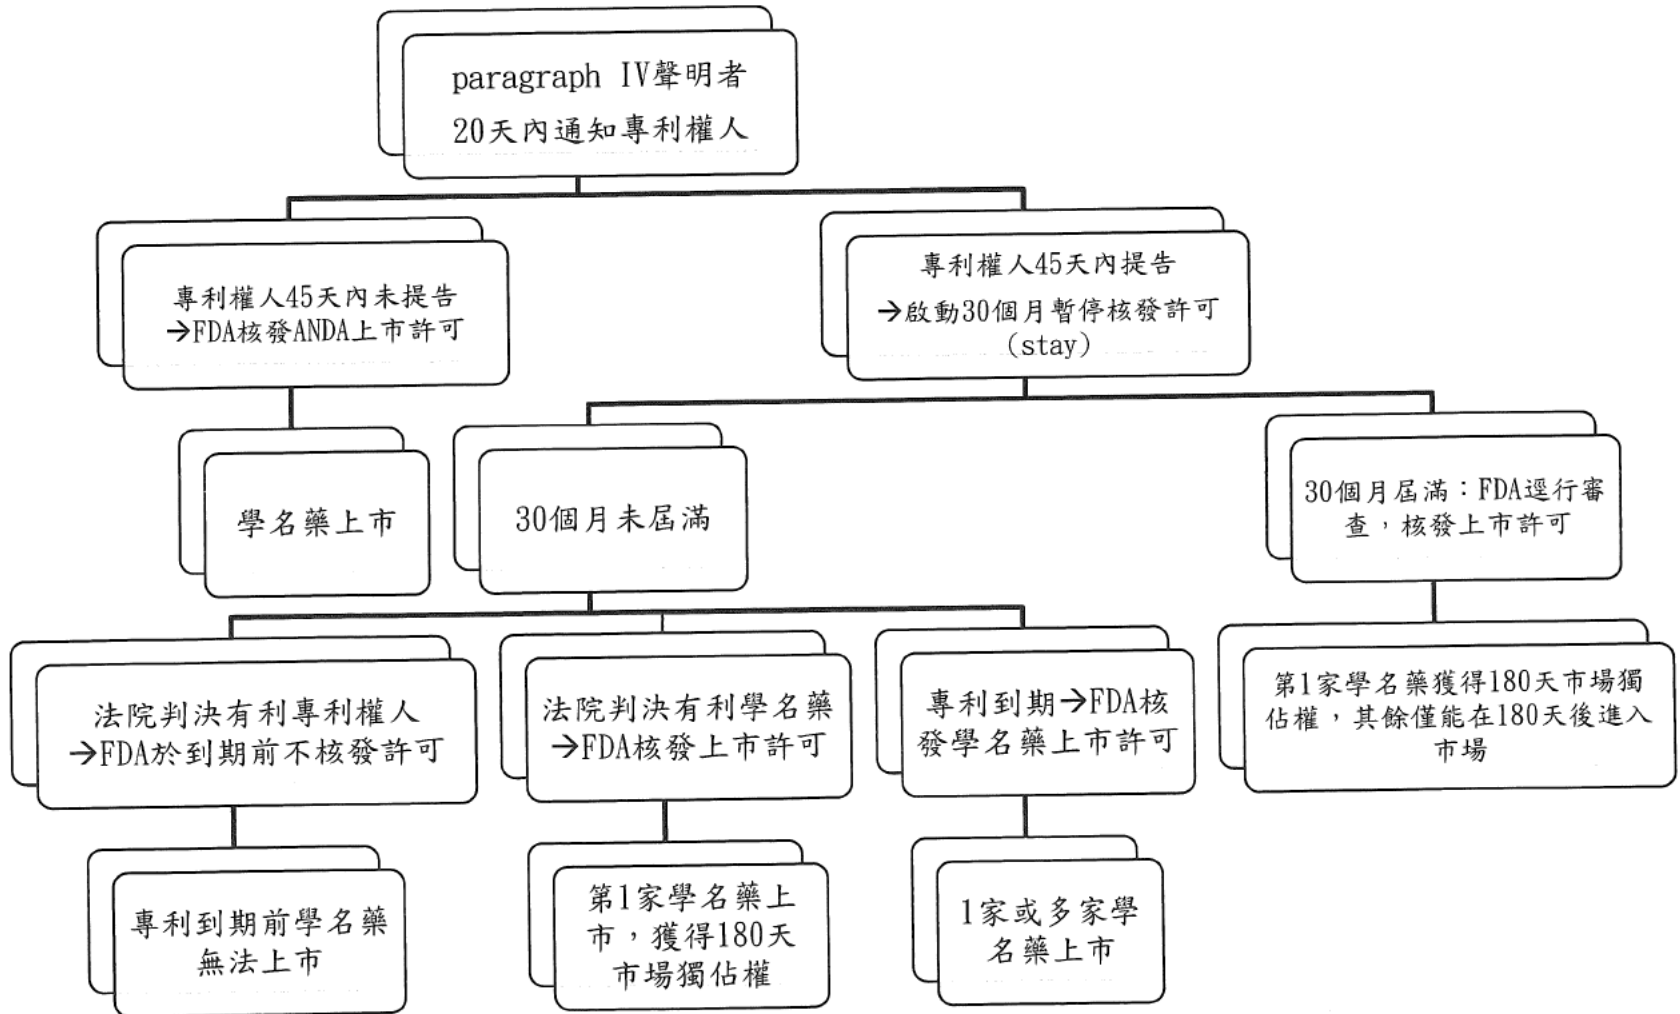 paragraph IV聲明者
20天內通知專利權人
專利權人45天內未提告
→FDA核發ANDA上市許可
專利權人45天內提告
→啟動30個月暫停核發許可
(stay)
學名藥上市
30個月未屆滿
30個月屆滿：FDA逕行審
查，核發上市許可
法院判決有利專利權人
→FDA於到期前不核發許可
法院判決有利學名藥
→FDA核發上市許可
專利到期→FDA核
發學名藥上市許可
第1家學名藥獲得180天市場獨
佔權，其餘僅能在180天後進入
市場
專利到期前學名藥
無法上市
第1家學名藥上
市，獲得180天
市場獨佔權
1家或多家學
名藥上市